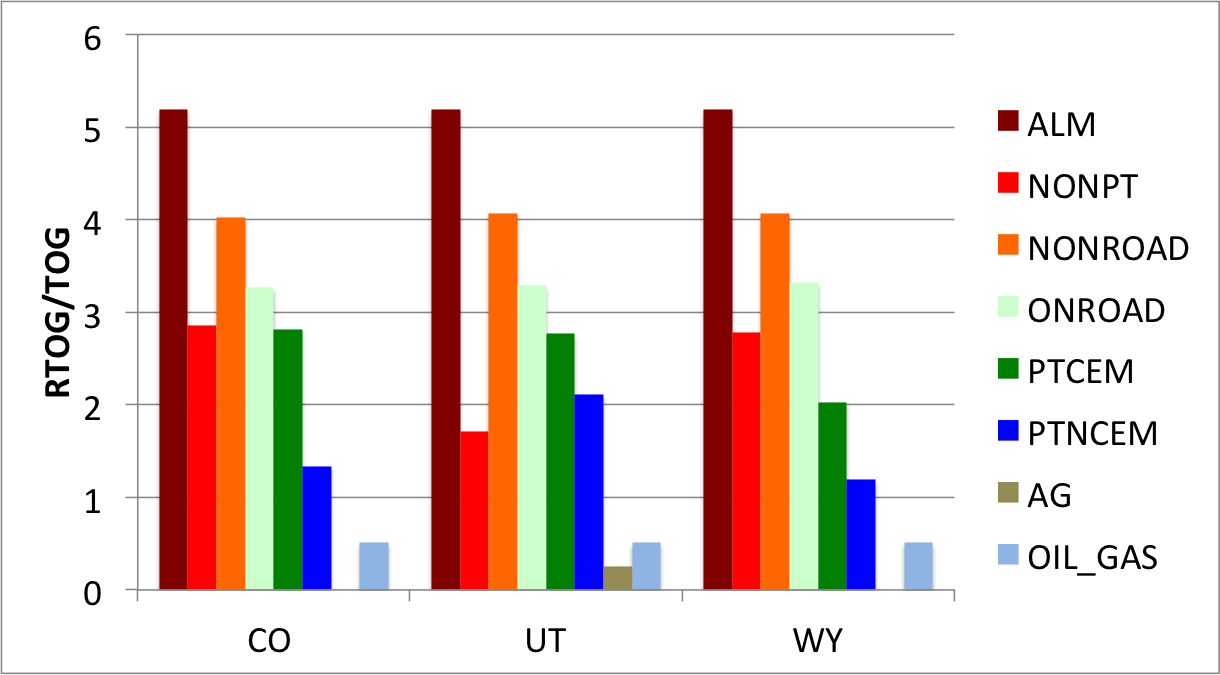 RTOG/TOG
6
5
4
3
2
1
0
CO
UT
WY
ALM
NONPT
NONROAD
ONROAD
PTCEM
PTNCEM
AG
OIL_GAS